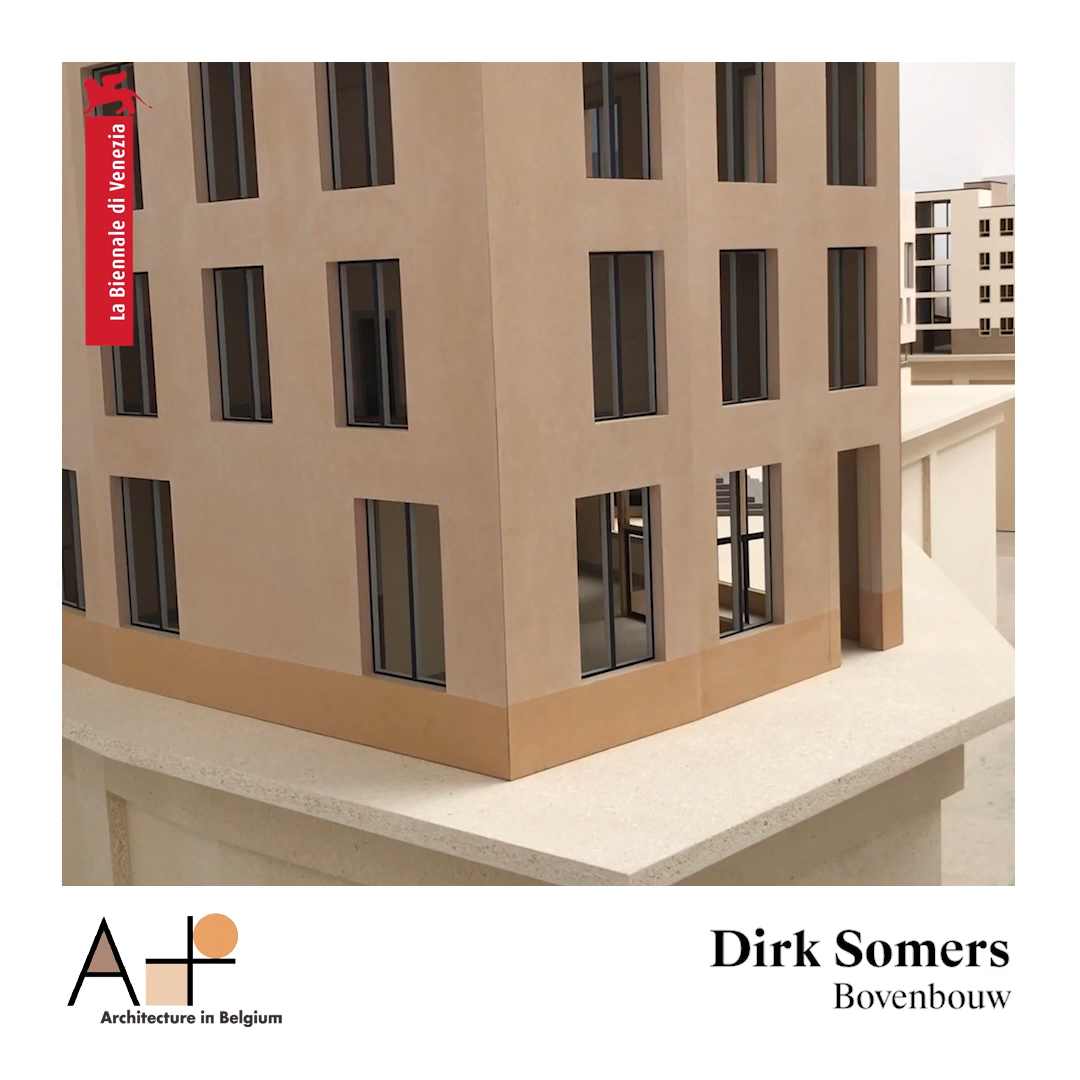 La Biennale di Venezia
A+
Architecture in Belgium
Dirk Somers
Bovenbouw